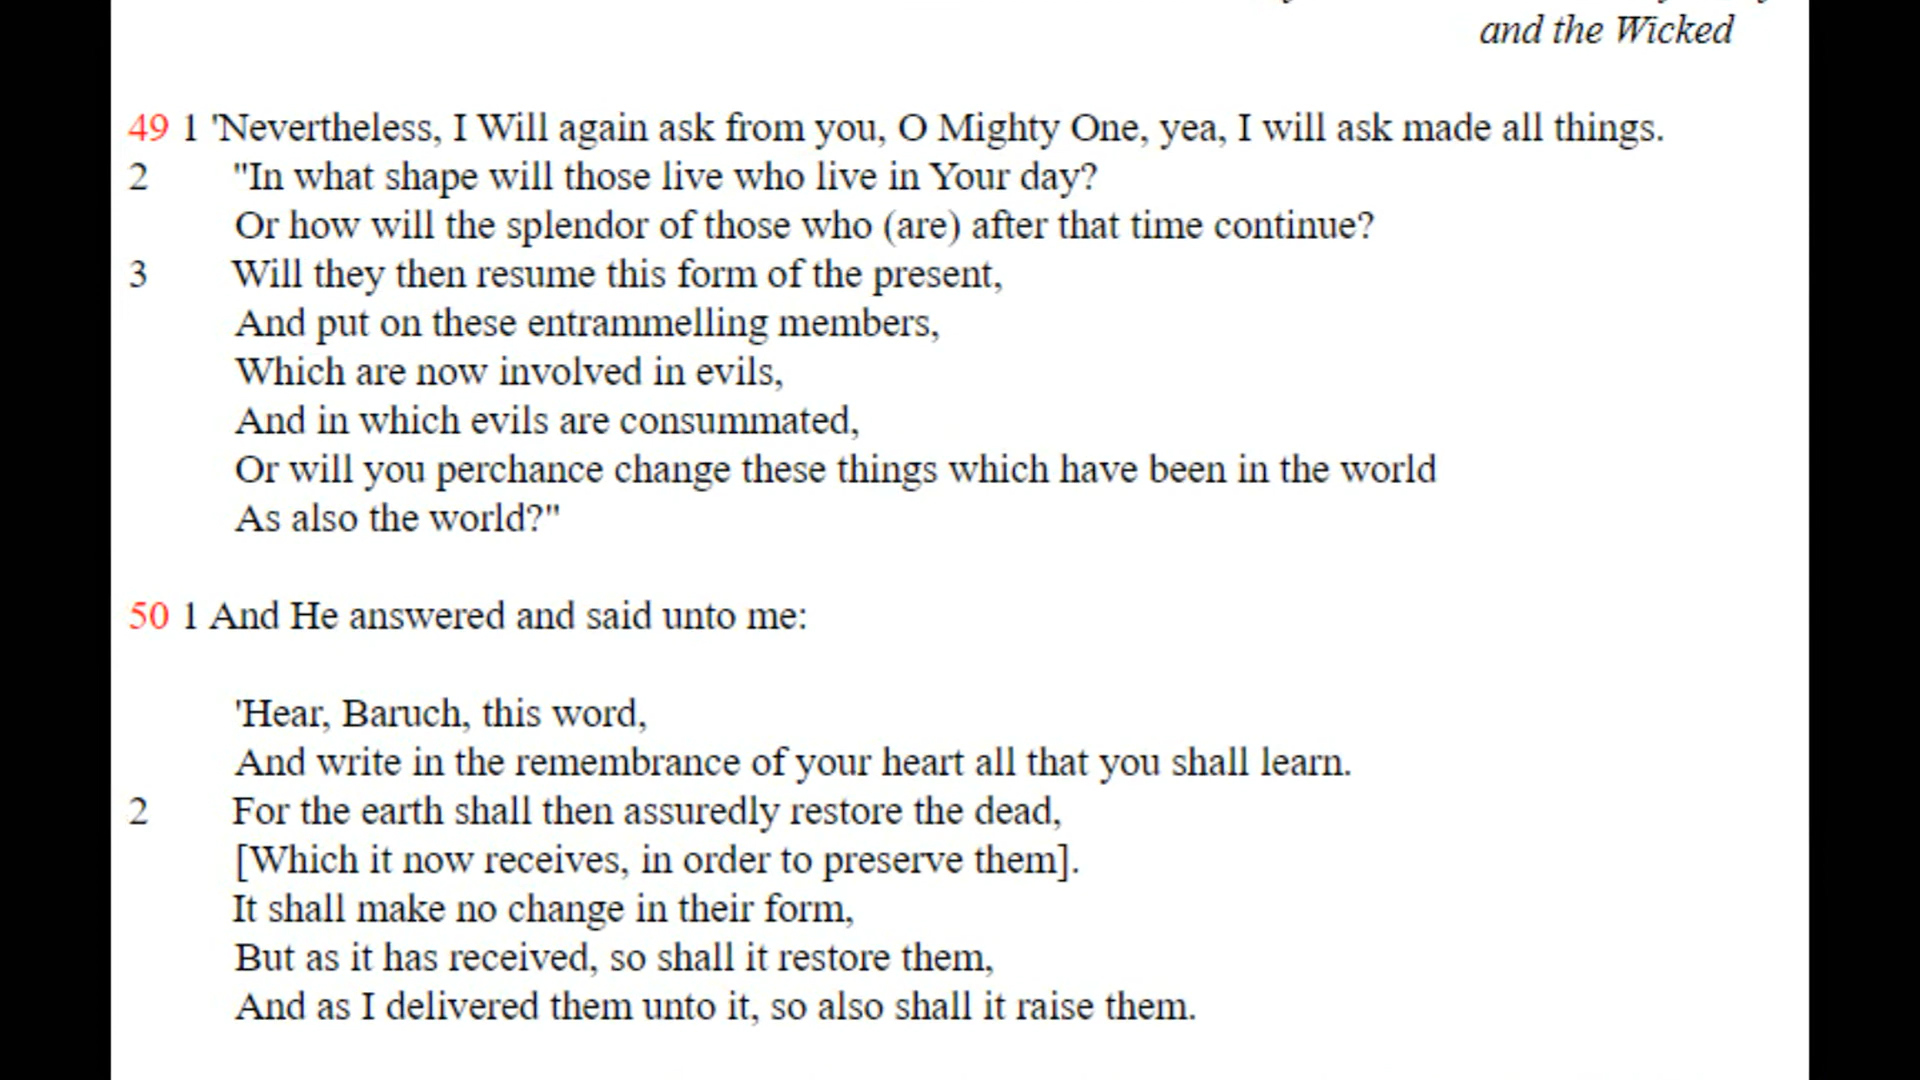 and the Wicked
49 1 'Nevertheless, I Will again ask from you, O Mighty One, yea, I will ask made all things.
2 "In what shape will those live who live in Your day?
Or how will the splendor of those who (are) after that time continue?
3 Will they then resume this form of the present,
And put on these entrammelling members,
Which are now involved in evils,
And in which evils are consummated,
Or will you perchance change these things which have been in the world
As also the world?"
50 1 And He answered and said unto me:
'Hear, Baruch, this word,
And write in the remembrance of your heart all that you shall learn.
2 For the earth shall then assuredly restore the dead,
[Which it now receives, in order to preserve them].
It shall make no change in their form,
But as it has received, so shall it restore them,
And as I delivered them unto it, so also shall it raise them.